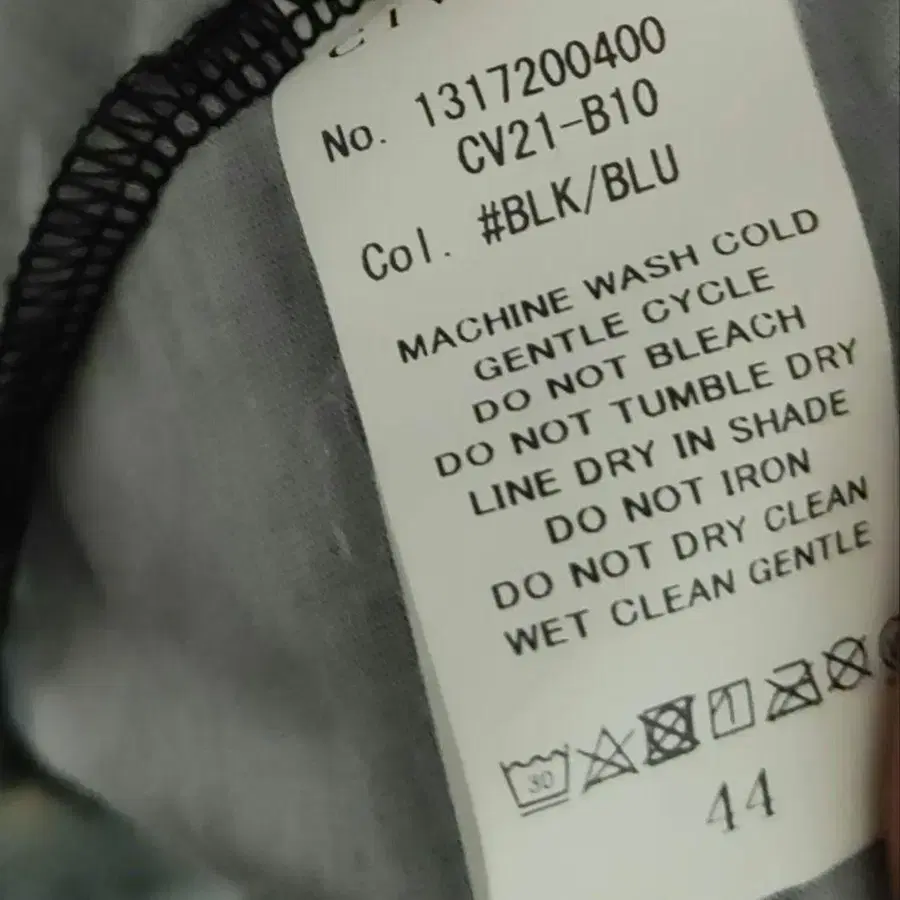 No. 1317200400
CV21-B10
Col. #BLK/BLU
MACHINE WASH COLD
GENTLE CYCLE
DO NOT BLEACH
DO NOT TUMBLE DRY
LINE DRY IN SHADE
DO NOT IRON
DO NOT DRY CLEAN
WET CLEAN GENTLE
30
44